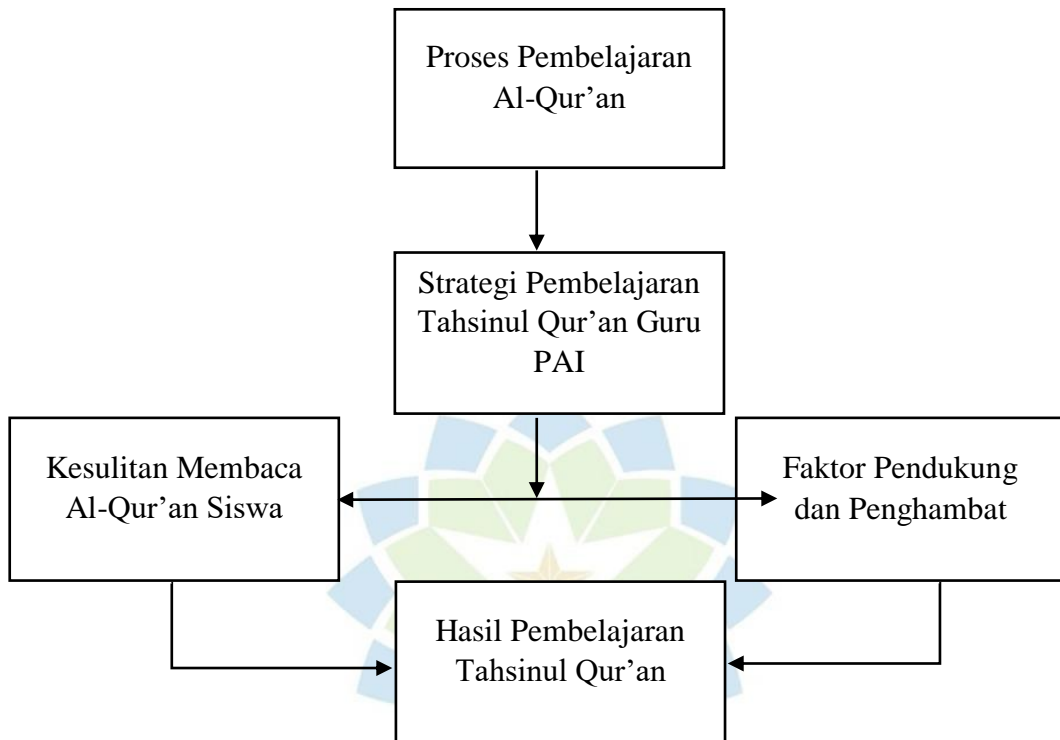 Proses Pembelajaran
Al-Qur’an
Strategi Pembelajaran
Tahsinul Qur’an Guru
PAI
Kesulitan Membaca
Al-Qur’an Siswa
Faktor Pendukung
dan Penghambat
Hasil Pembelajaran
Tahsinul Qur’an